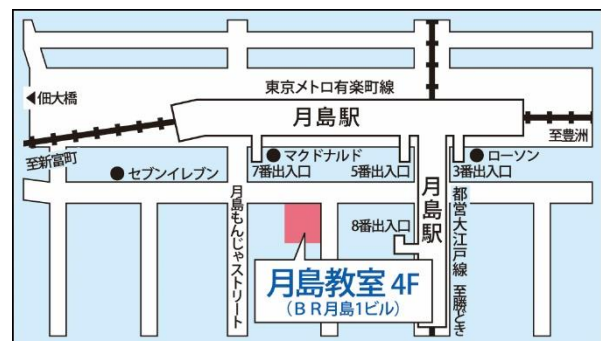 東京メトロ有楽町線
◀佃大橋
月島駅
至新富町
至豊洲
マクドナルド
ローソン
セブンイレブン
7番出入口
5番出入口
3番出入口
月島もんじゃストリート
8番出入口
月島駅
都営大江戸線 至勝どき
月島教室 4F
(BR月島1ビル)